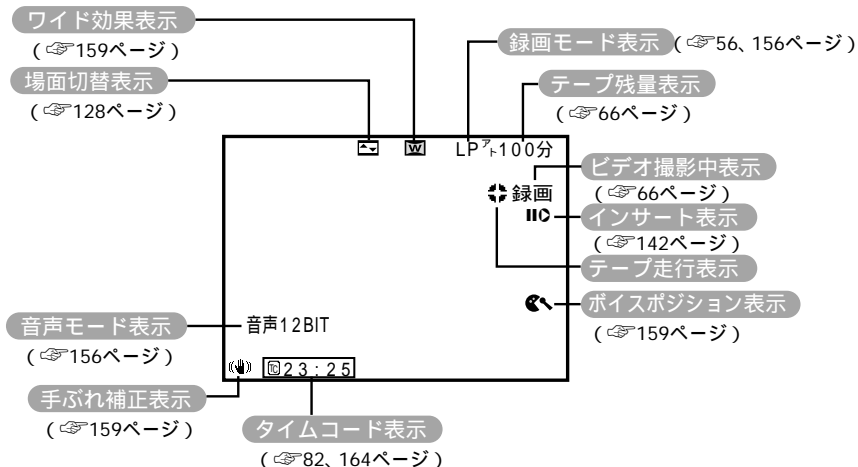 ワイド効果表示
(☞159ページ)
録画モード表示(☞56、156ページ)
場面切替表示
(☞128ページ)
テープ残量表示
(☞66ページ)
W LPアト100分
ビデオ撮影中表示
(☞66ページ)
録画
インサート表示
(☞142ページ)
テープ走行表示
ボイスポジション表示
(☞159ページ)
音声モード表示
(☞156ページ)
音声12BIT
TC 23:25
手ぶれ補正表示
(☞159ページ)
タイムコード表示
(☞82、164ページ)